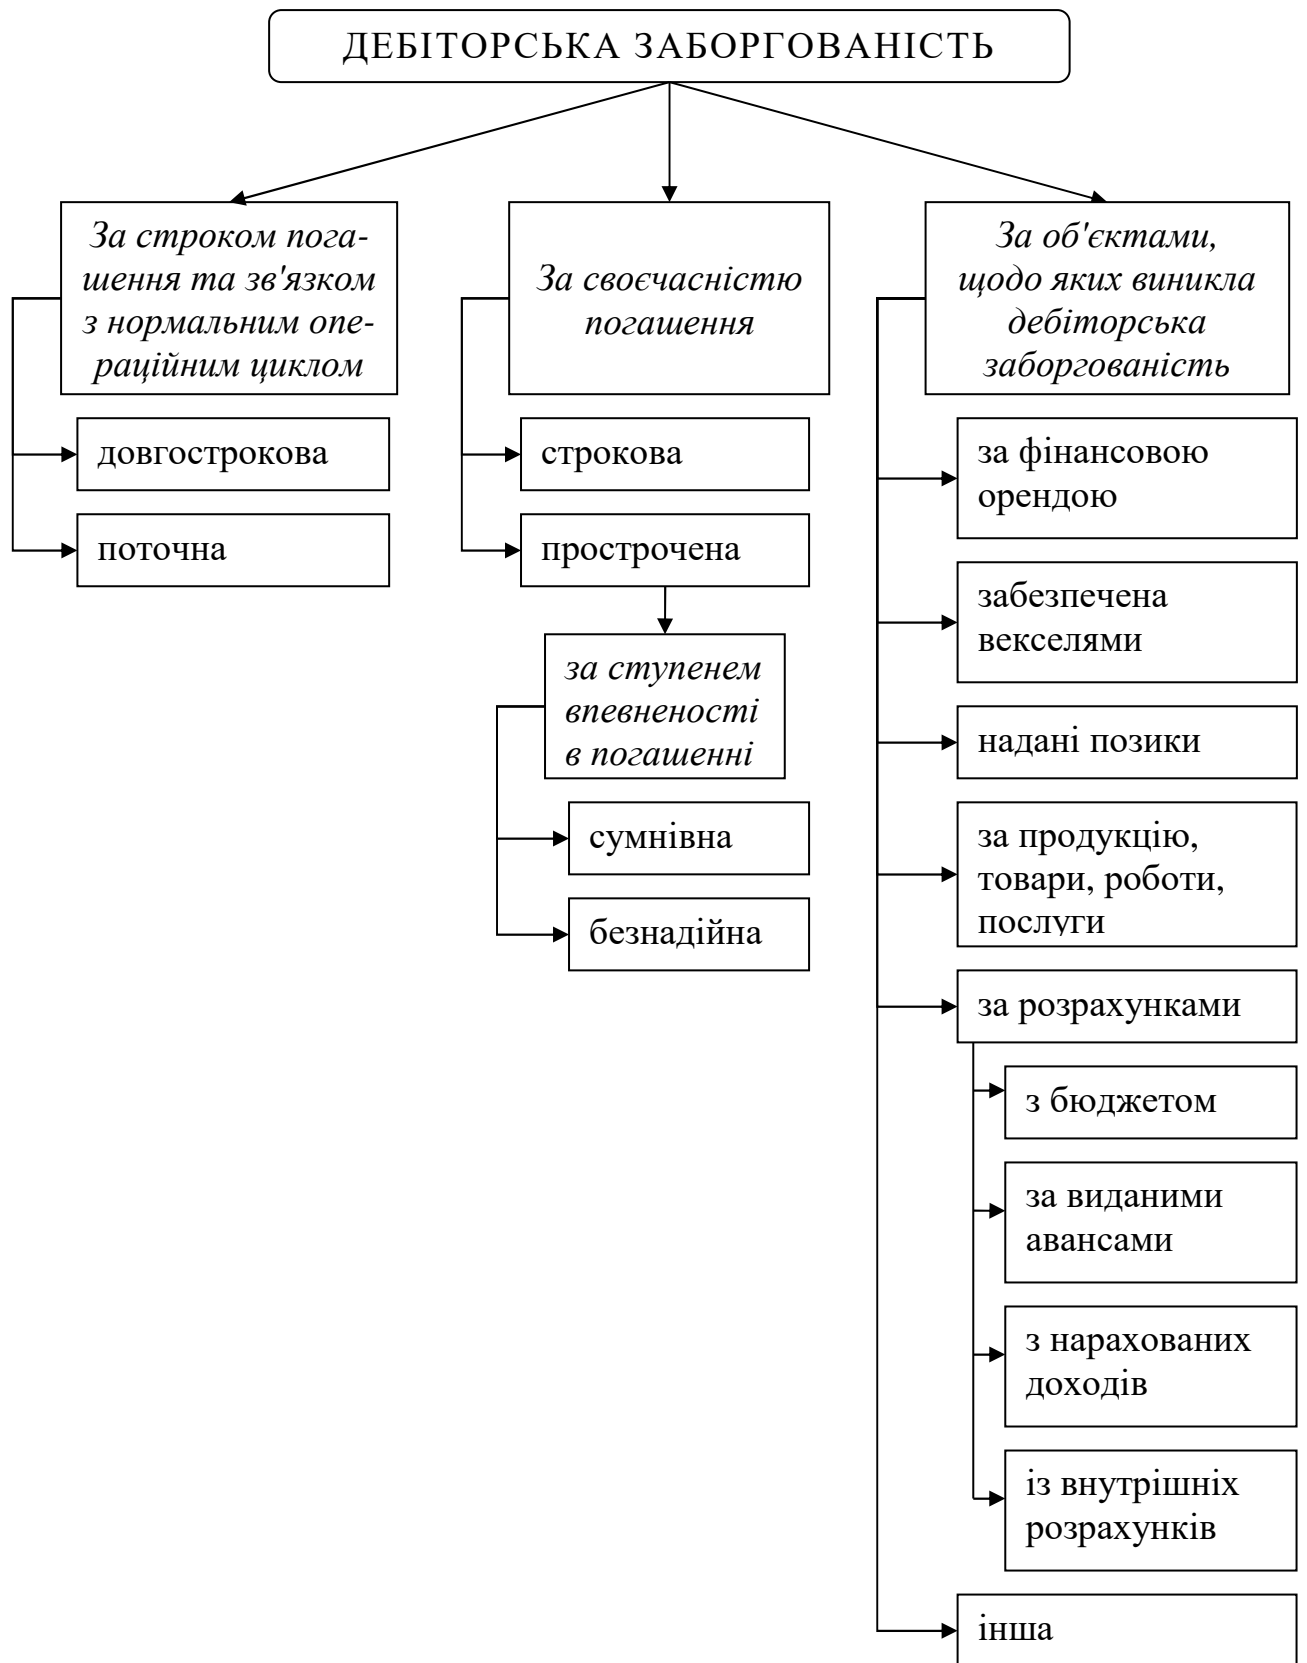 ДЕБІТОРСЬКА ЗАБОРГОВАНІСТЬ
За строком пога-
шення та зв'язком
з нормальним опе-
раційним циклом
довгострокова
поточна
За своєчасністю
погашення
строкова
прострочена
за ступенем
впевненості
в погашенні
сумнівна
безнадійна
За об'єктами,
щодо яких виникла
дебіторська
заборгованість
за фінансовою
орендою
забезпечена
векселями
надані позики
за продукцію,
товари, роботи,
послуги
за розрахунками
з бюджетом
за виданими
авансами
з нарахованих
доходів
із внутрішніх
розрахунків
інша